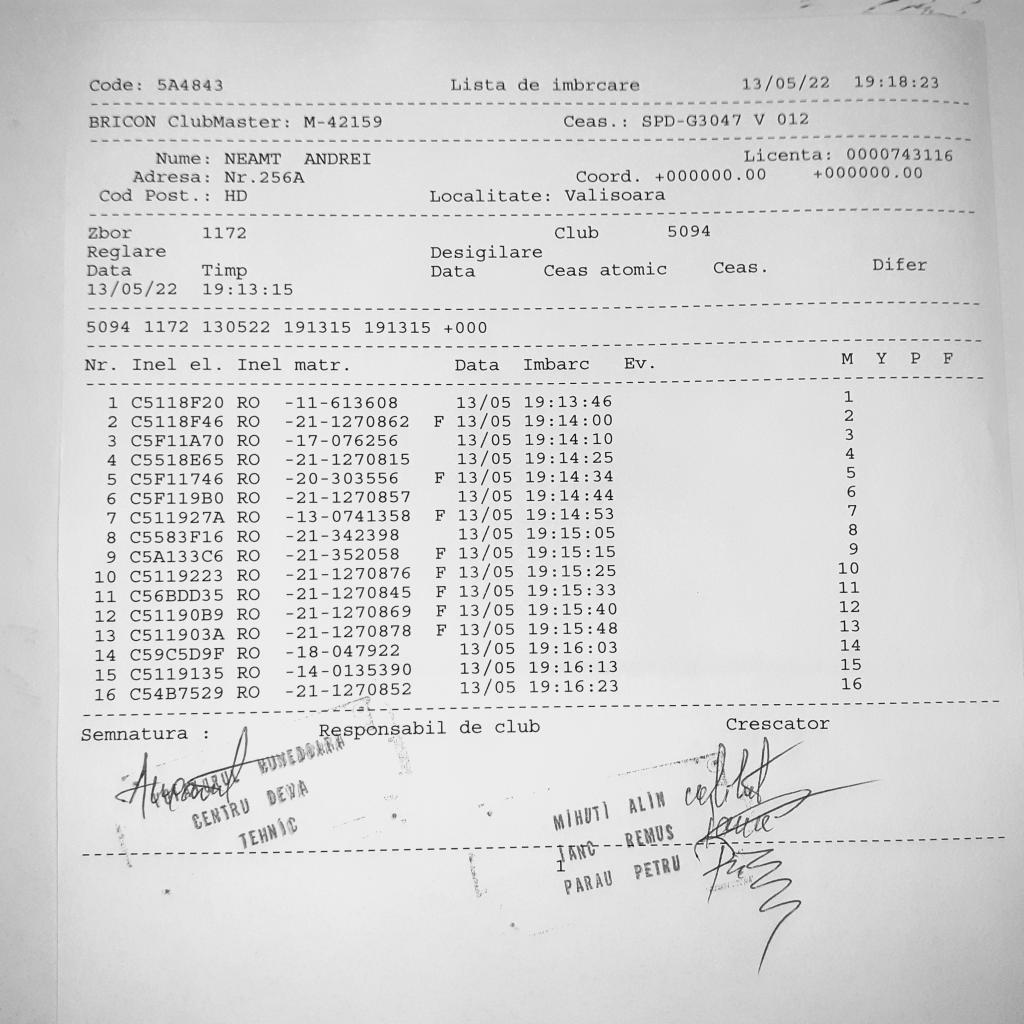 Code: 5A4843 Lista de imbrcare 13/05/22 19:18:23
BRICON ClubMaster: M-42159 Ceas.: SPD-G3047 V 012
Nume: NEAMT ANDREI Licenta: 0000743116
Adresa: Nr.256A Coord. +000000.00 +000000.00
Cod Post.: HD Localitate: Valisoara
Zbor 1172 Club 5094
Reglare Desigilare
Data Timp Data Ceas atomic Ceas. Difer
13/05/22 19:13:15
5094 1172 130522 191315 191315 +000
Nr. Inel el. Inel matr. Data Imbarc Ev. M Y P F
1 C5118F20 RO -11-613608 13/05 19:13:46 1
2 C5118F46 RO -21-1270862 F 13/05 19:14:00 2
3 C5F11A70 RO -17-076256 13/05 19:14:10 3
4 C5518E65 RO -21-1270815 13/05 19:14:25 4
5 C5F11746 RO -20-303556 F 13/05 19:14:34 5
6 C5F119B0 RO -21-1270857 13/05 19:14:44 6
7 C511927A RO -13-0741358 F 13/05 19:14:53 7
8 C5583F16 RO -21-342398 13/05 19:15:05 8
9 C5A133C6 RO -21-352058 F 13/05 19:15:15 9
10 C5119223 RO -21-1270876 F 13/05 19:15:25 10
11 C56BDD35 RO -21-1270845 F 13/05 19:15:33 11
12 C51190B9 RO -21-1270869 F 13/05 19:15:40 12
13 C511903A RO -21-1270878 F 13/05 19:15:48 13
14 C59C5D9F RO -18-047922 13/05 19:16:03 14
15 C5119135 RO -14-0135390 13/05 19:16:13 15
16 C54B7529 RO -21-1270852 13/05 19:16:23 16
Semnatura : Responsabil de club Crescator
HUNEDOARA
CENTRU DEVA
TEHNIC
MIHUTI ALIN
IANC REMUS
1
PARAU PETRU